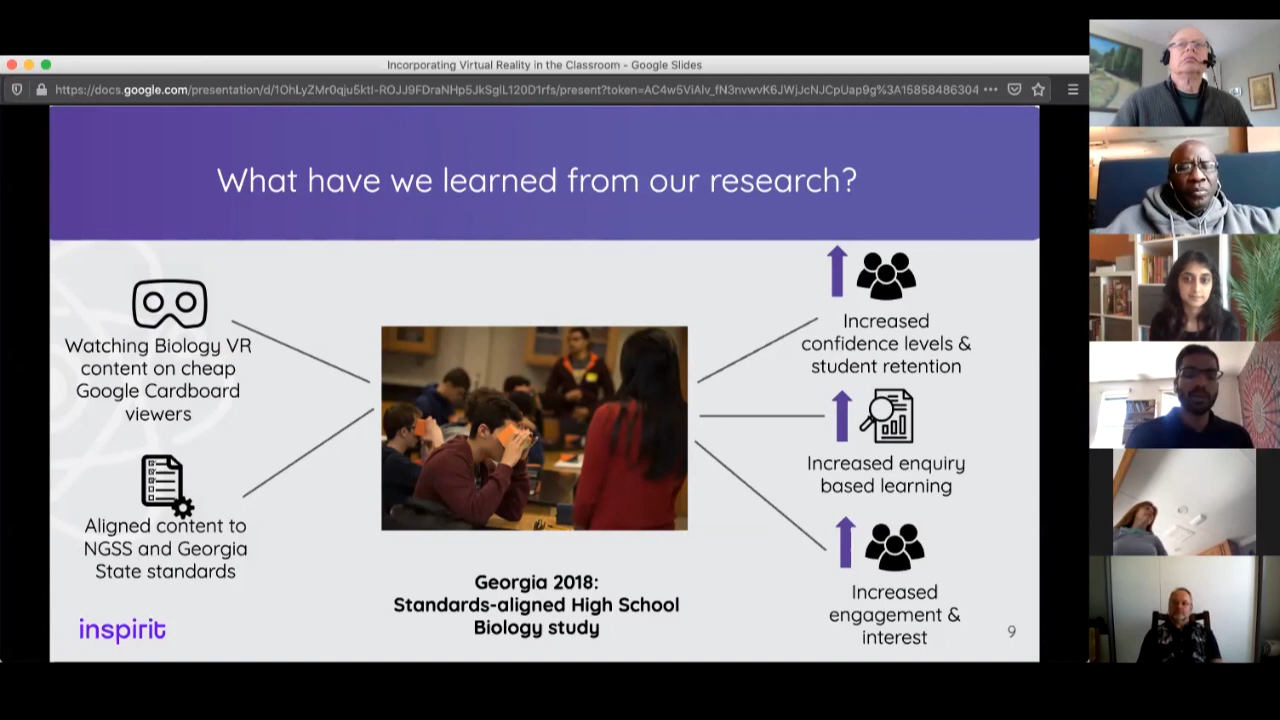 Incorporating Virtual Reality in the Classroom - Google Slides
https://docs.google.com/presentation/d/1OhLyZMr0qju5ktI-ROJJ9FDraNHp5JkSglL120D1rfs/present?token=AC4w5ViAlv_fN3nvwvK6JWjJcNJCpUap9g%3A15858486304
What have we learned from our research?
Watching Biology VR
content on cheap
Google Cardboard
viewers
Aligned content to
NGSS and Georgia
State standards
inspirit
Georgia 2018:
Standards-aligned High School
Biology study
Increased
confidence levels &
student retention
Increased enquiry
based learning
Increased
engagement &
interest
9